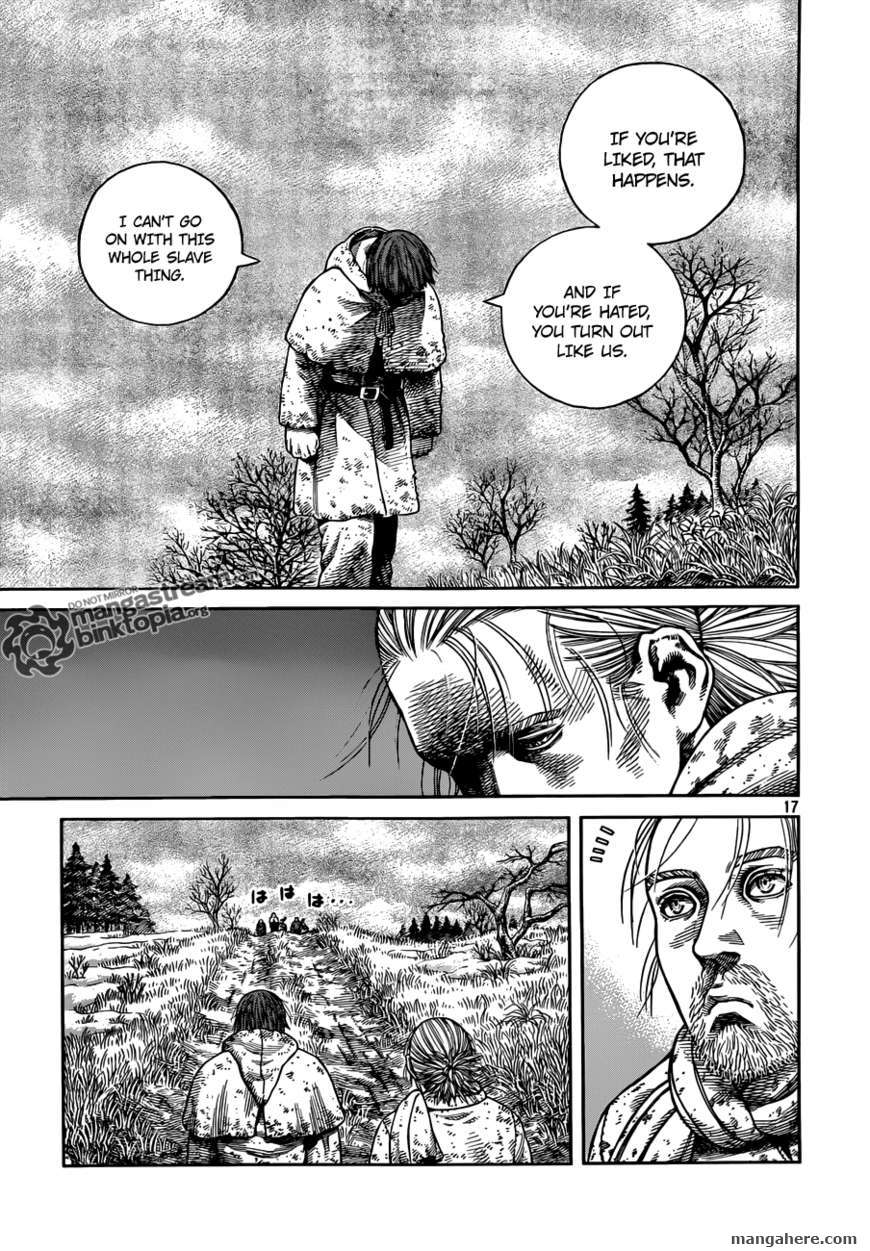 IF YOU'RE
LIKED, THAT
HAPPENS.
AND IF
YOU'RE HATED,
YOU TURN OUT
LIKE US.
I CAN'T GO
ON WITH THIS
WHOLE SLAVE
THING.
DO NOT MIRROR
mangastream.com
binktopia.org
17
は は は...
mangahere.com